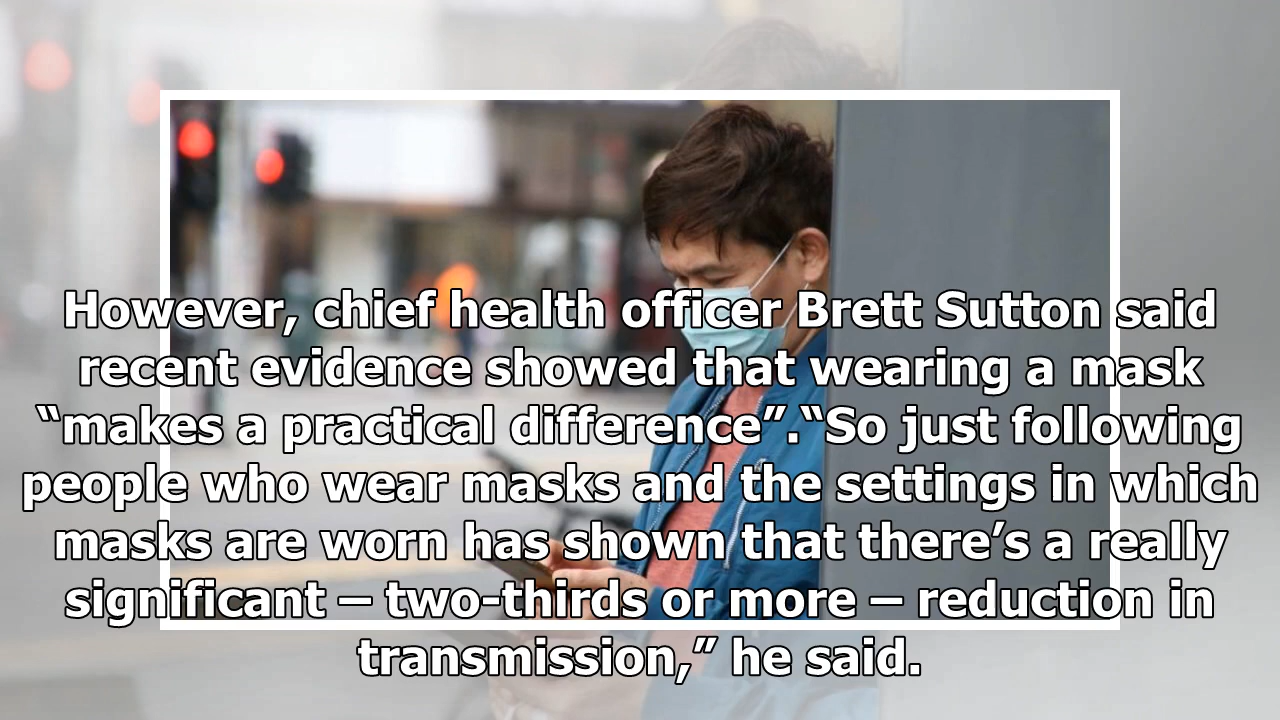 However, chief health officer Brett Sutton said
recent evidence showed that wearing a mask
“makes a practical difference”.“So just following
people who wear masks and the settings in which
masks are worn has shown that there’s a really
significant – two-thirds or more – reduction in
transmission,” he said.